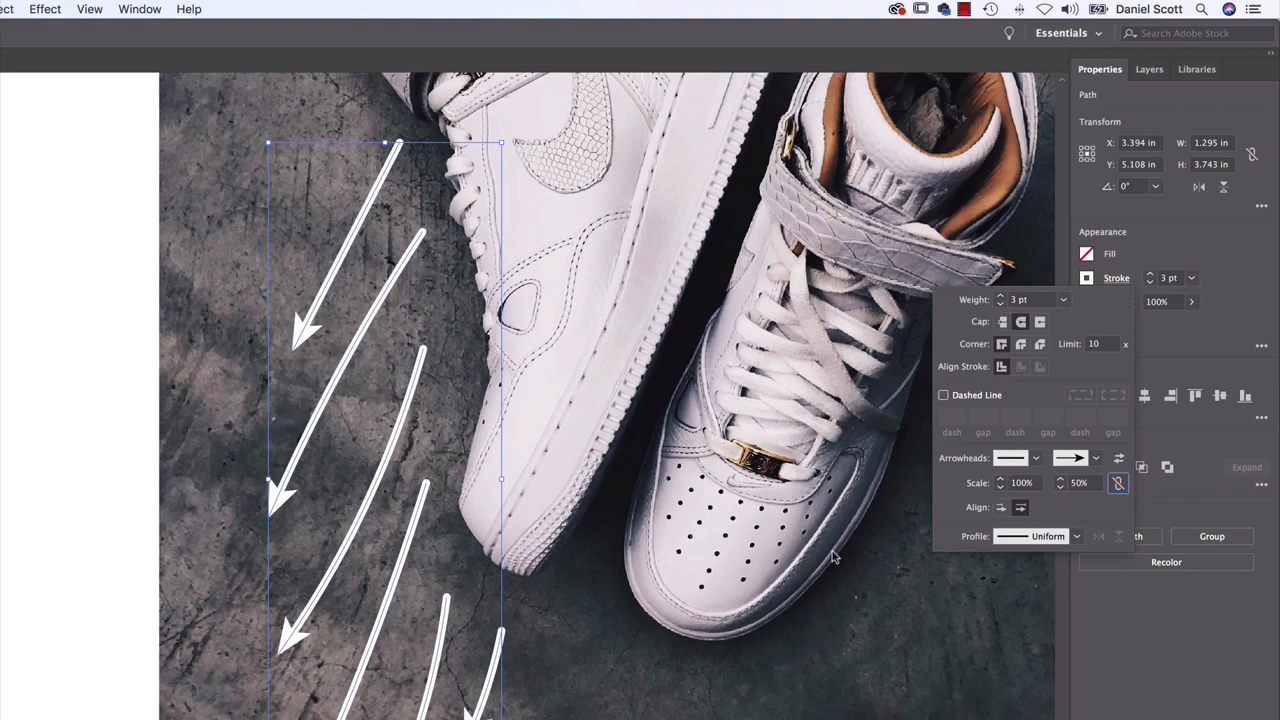 ect Effect View Window Help Daniel Scott
Essentials Search Adobe Stock
Properties Layers Libraries
Path
Transform
X: 3.394 in W: 1.295 in
Y: 5.108 in H: 3.743 in
0°
Appearance
Fill
Stroke 3 pt
100%
Weight: 3 pt
Cap:
Corner: Limit: 10 x
Align Stroke:
Dashed Line
dash gap dash gap dash gap
Arrowheads:
Scale: 100% 50%
Align:
Profile: Uniform
Expand
th Group
Recolor